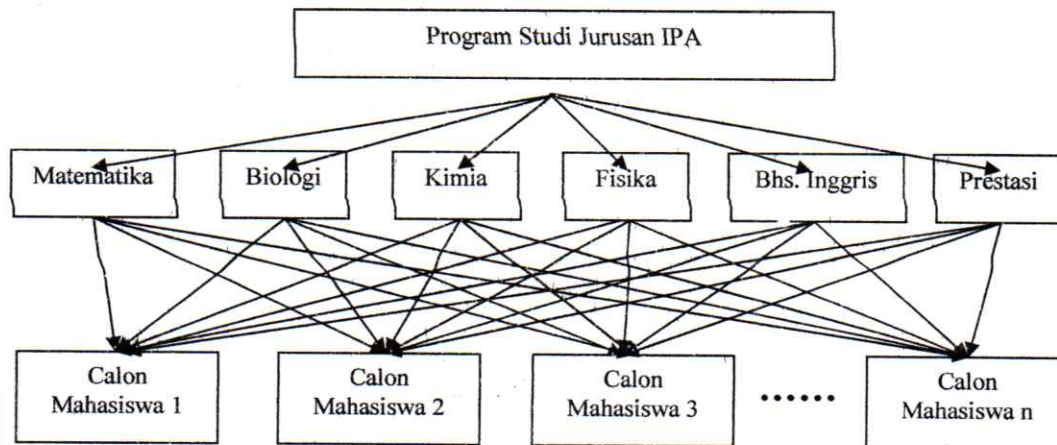 Program Studi Jurusan IPA
Matematika Biologi Kimia Fisika Bhs. Inggris Prestasi
Calon Mahasiswa 1
Calon Mahasiswa 2
Calon Mahasiswa 3
......
Calon Mahasiswa n